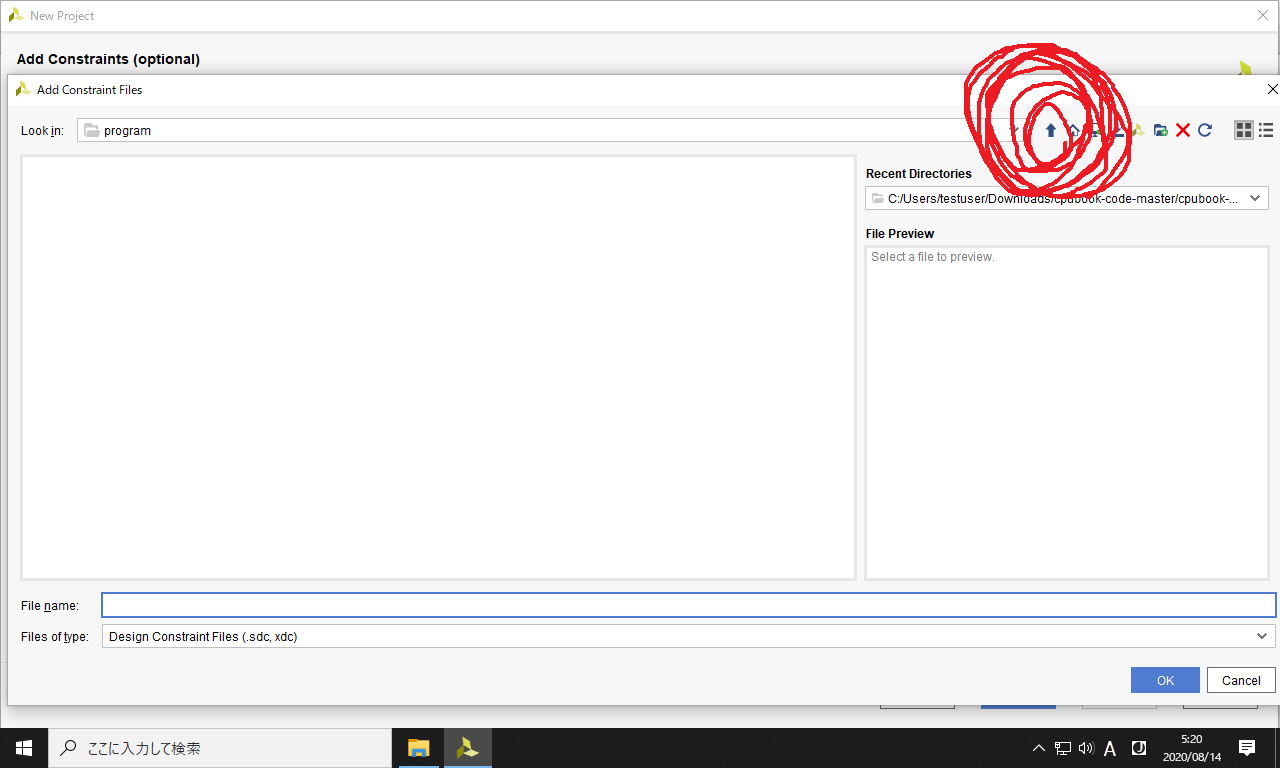 New Project
Add Constraints (optional)
Add Constraint Files
Look in: program
Recent Directories
C:/Users/testuser/Downloads/cpubook-code-master/cpubook-...
File Preview
Select a file to preview.
File name:
Files of type: Design Constraint Files (.sdc, xdc)
OK Cancel
ここに入力して検索
A J 5:20
2020/08/14